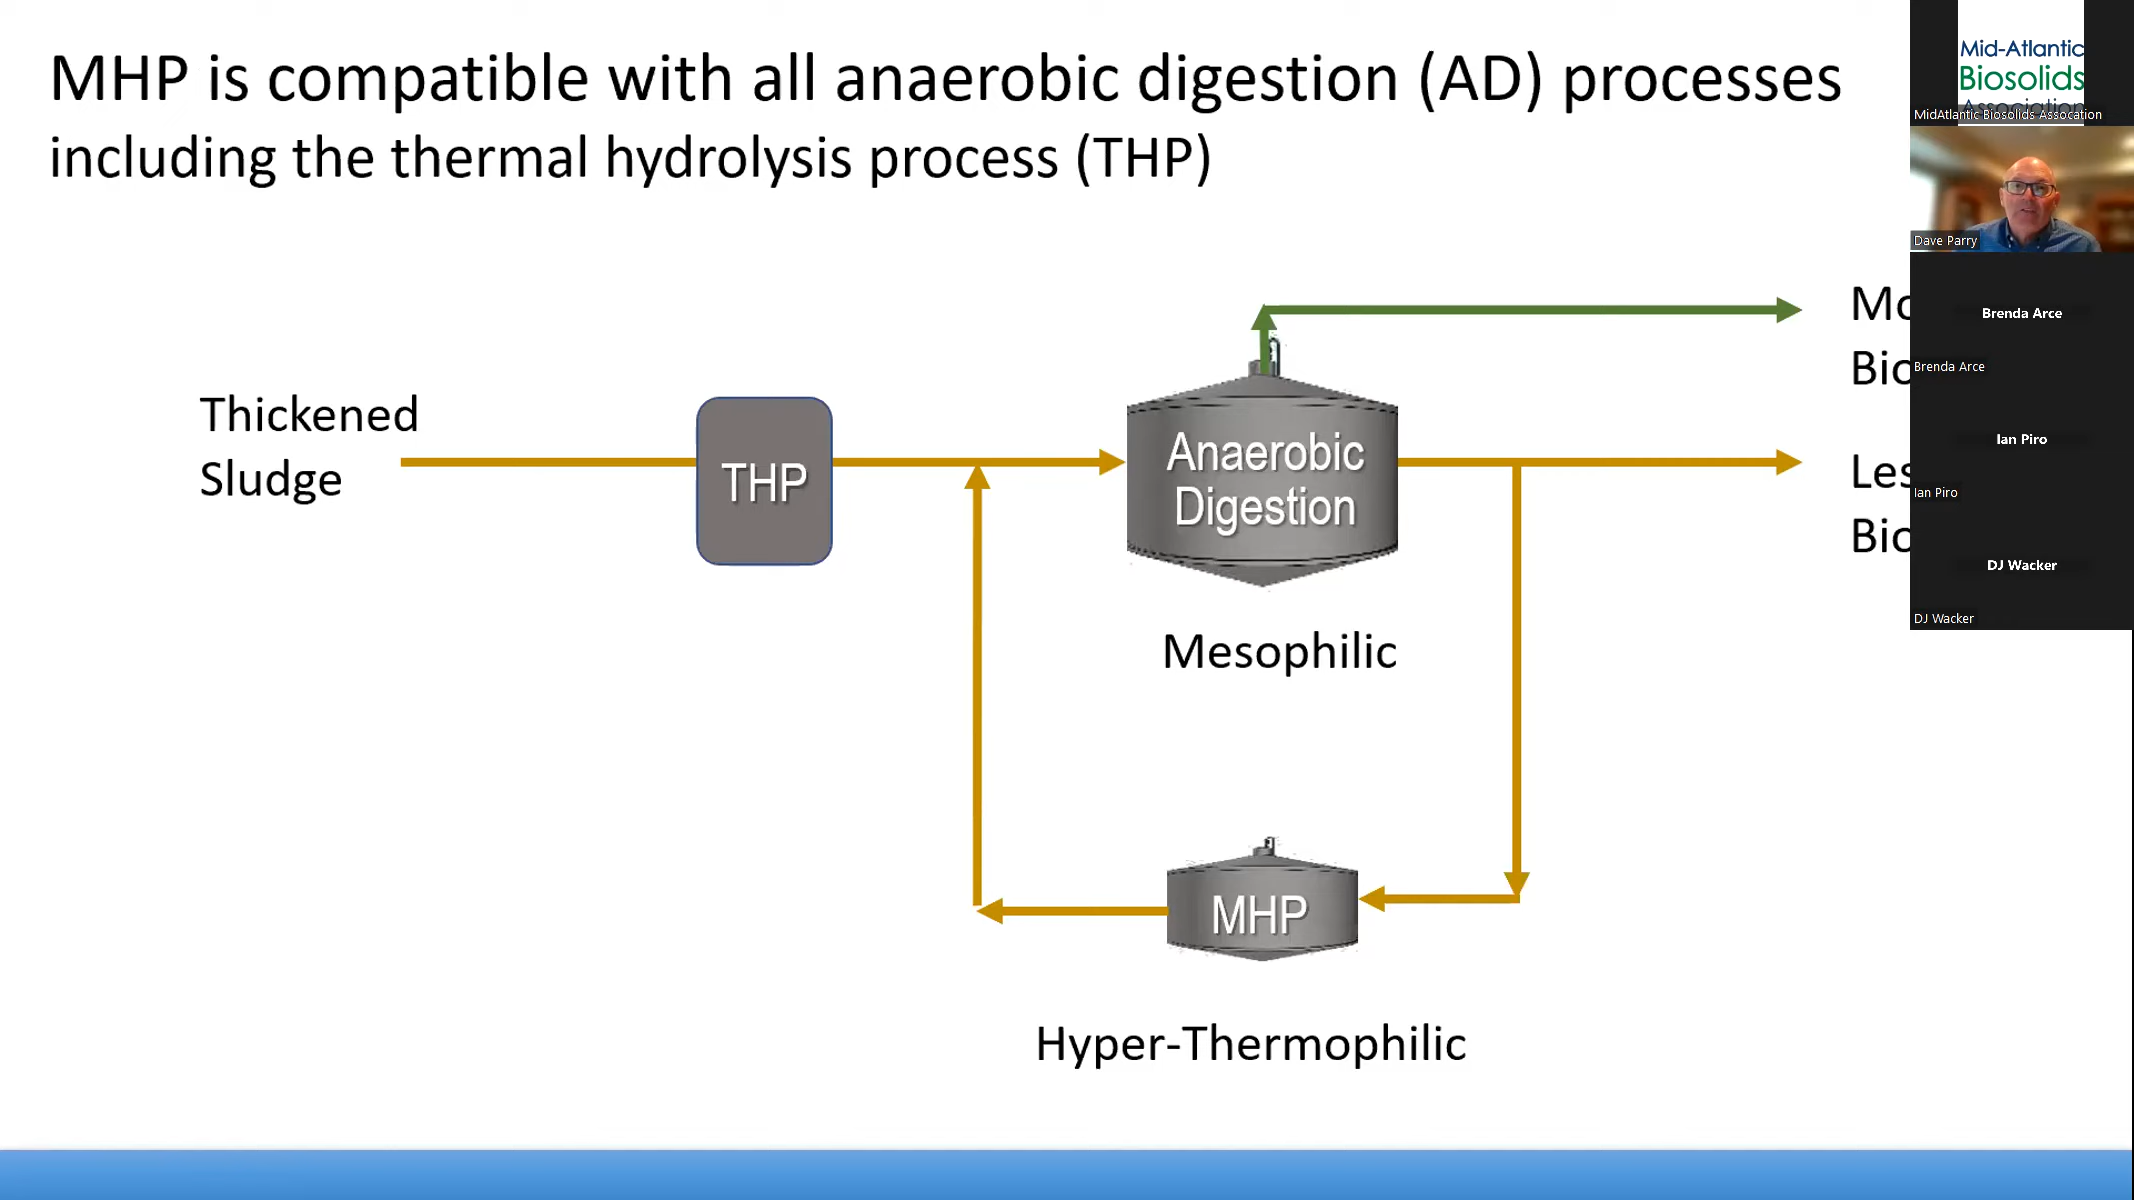 MHP is compatible with all anaerobic digestion (AD) processes
including the thermal hydrolysis process (THP)
Thickened
Sludge
THP
Anaerobic
Digestion
Mesophilic
MHP
Hyper-Thermophilic
Mid-Atlantic
Biosolids
Association
MidAtlantic Biosolids Assocation
Dave Parry
Brenda Arce
Brenda Arce
Ian Piro
Ian Piro
DJ Wacker
DJ Wacker